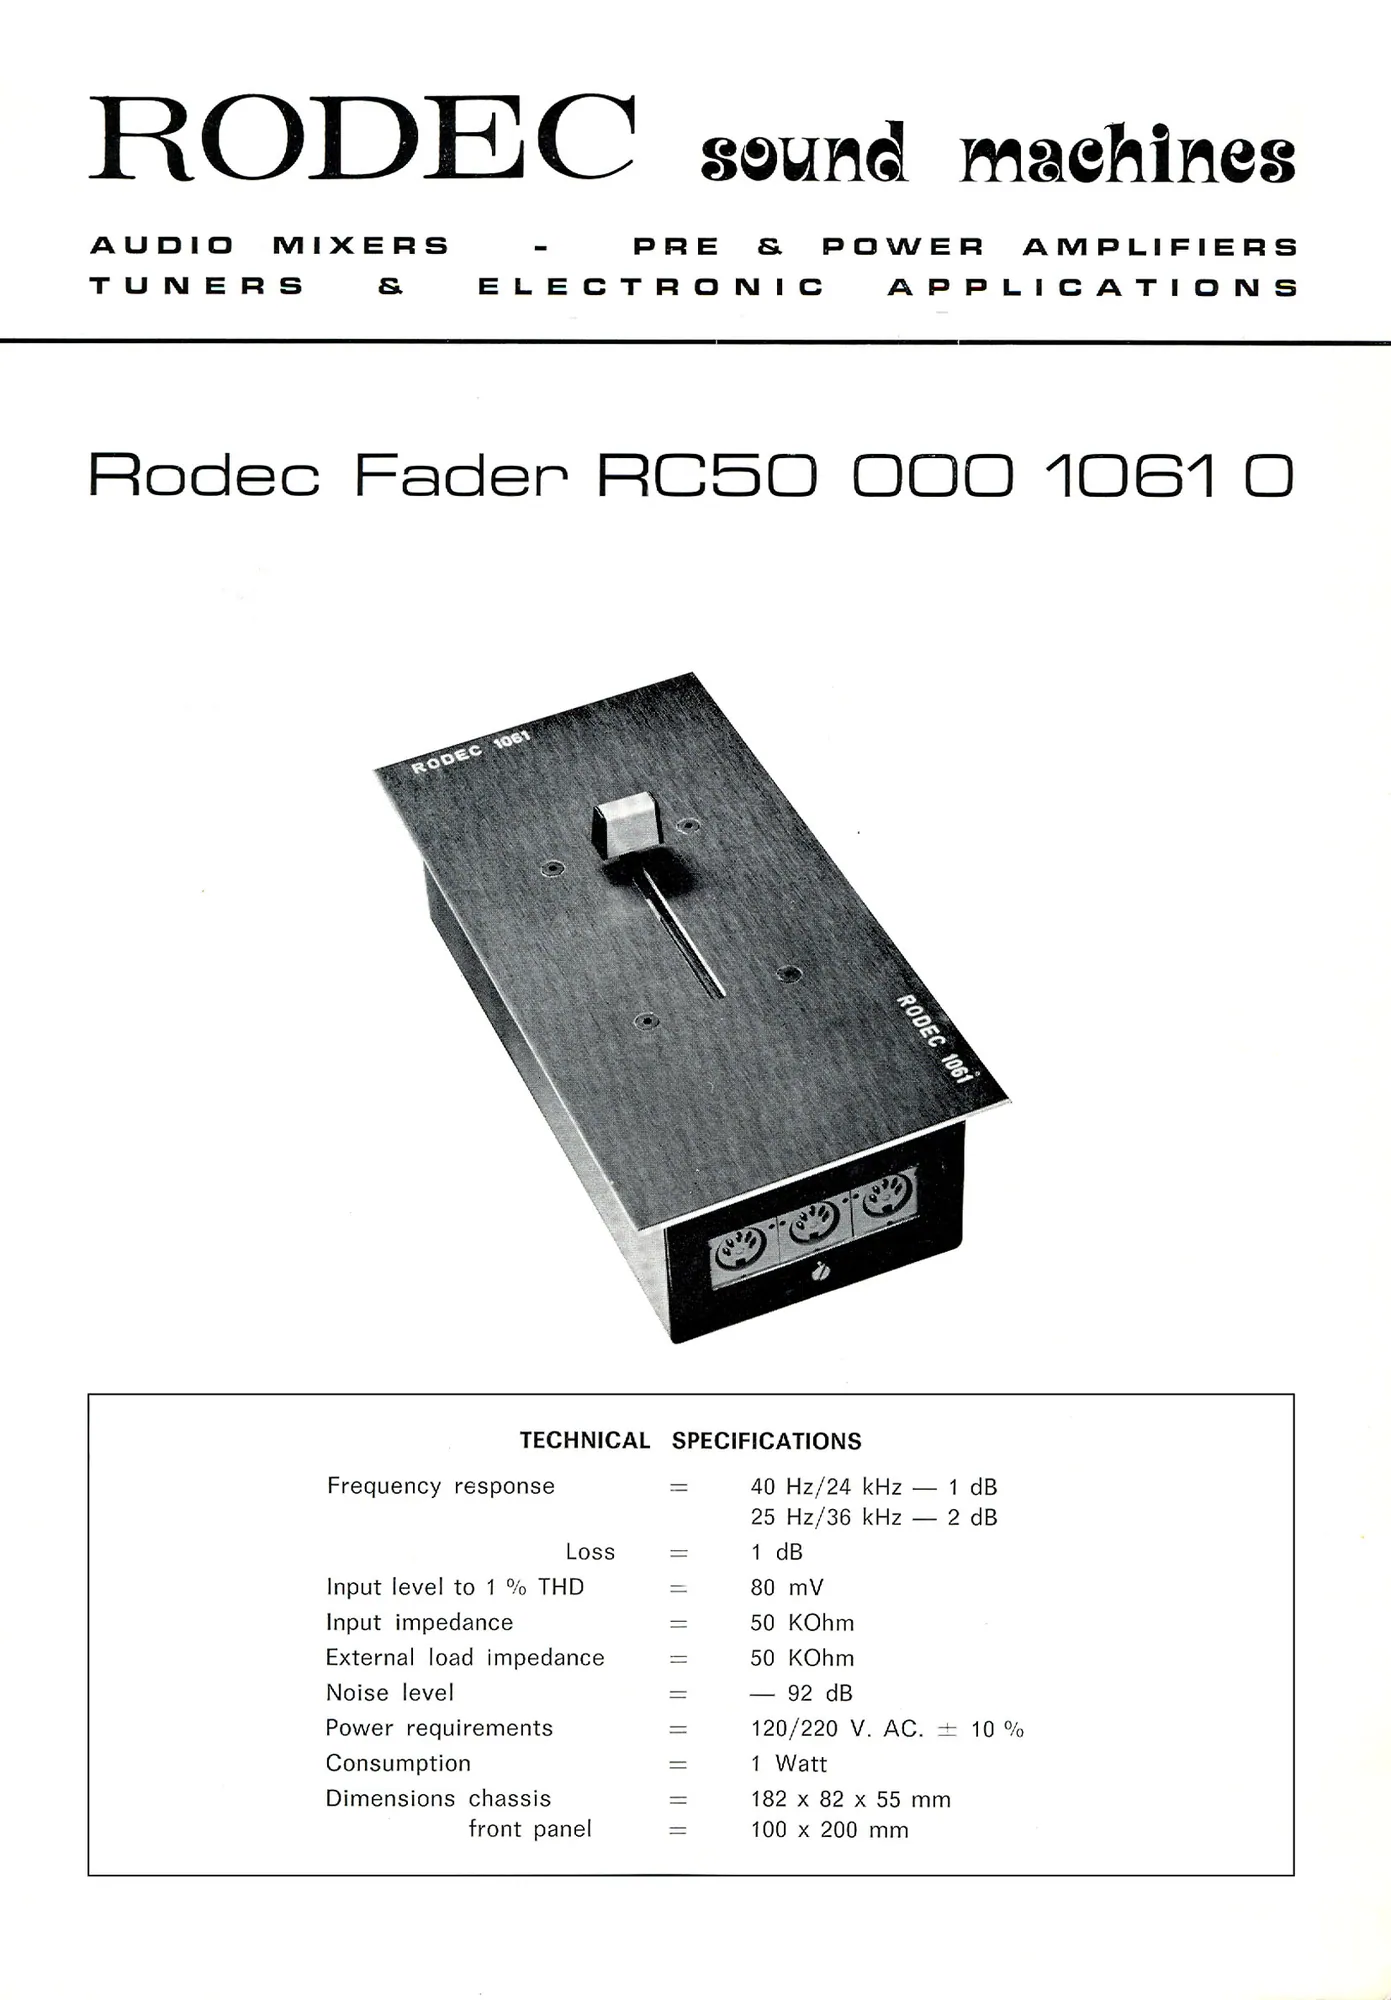 RODEC sound machines
AUDIO MIXERS - PRE & POWER AMPLIFIERS
TUNERS & ELECTRONIC APPLICATIONS
Rodec Fader RC50 000 1061 0
RODEC 1061
RODEC 1061
TECHNICAL SPECIFICATIONS
Frequency response = 40 Hz/24 kHz — 1 dB
25 Hz/36 kHz — 2 dB
Loss = 1 dB
Input level to 1 % THD = 80 mV
Input impedance = 50 KOhm
External load impedance = 50 KOhm
Noise level = — 92 dB
Power requirements = 120/220 V. AC. ± 10 %
Consumption = 1 Watt
Dimensions chassis = 182 x 82 x 55 mm
front panel = 100 x 200 mm